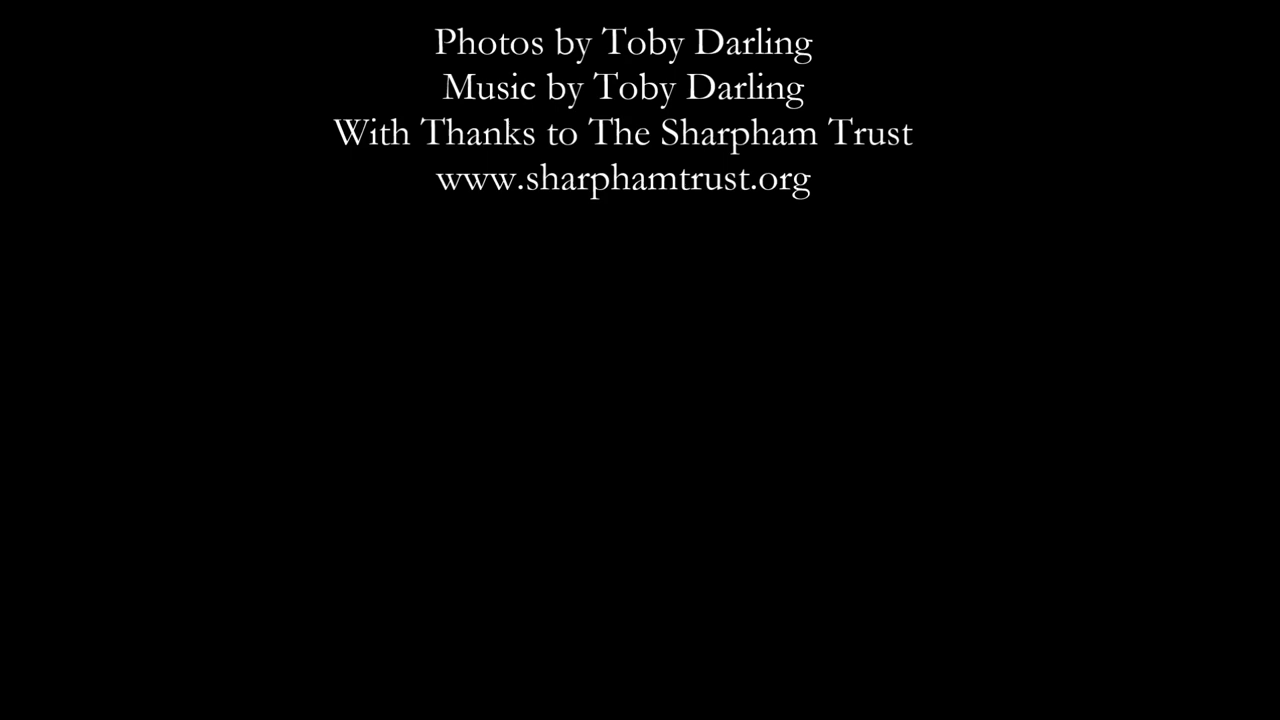 Photos by Toby Darling
Music by Toby Darling
With Thanks to The Sharpham Trust
www.sharphamtrust.org